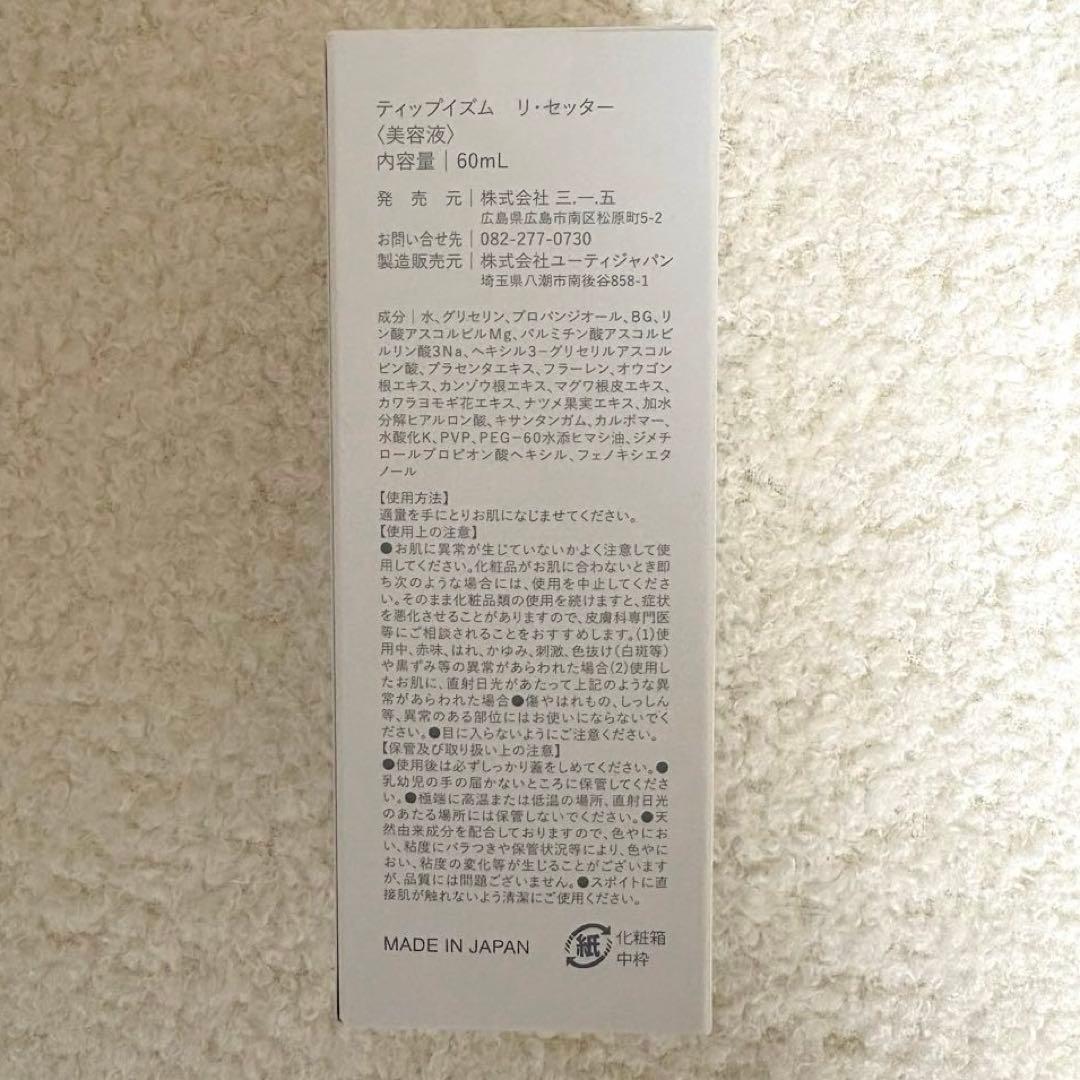 ティップイズム　リ・セッター
〈美容液〉
内容量｜60mL
発　売　元｜株式会社 三.一.五
広島県広島市南区松原町5-2
お問い合せ先｜082-277-0730
製造販売元｜株式会社ユーティジャパン
埼玉県八潮市南後谷858-1
成分｜水、グリセリン、プロパンジオール、BG、リ
ン酸アスコルビルMg、パルミチン酸アスコルビ
ルリン酸3Na、ヘキシル3-グリセリルアスコル
ビン酸、プラセンタエキス、フラーレン、オウゴン
根エキス、カンゾウ根エキス、マグワ根皮エキス、
カワラヨモギ花エキス、ナツメ果実エキス、加水
分解ヒアルロン酸、キサンタンガム、カルボマー、
水酸化K、PVP、PEG-60水添ヒマシ油、ジメチ
ロールプロピオン酸ヘキシル、フェノキシエタ
ノール
【使用方法】
適量を手にとりお肌になじませてください。
【使用上の注意】
●お肌に異常が生じていないかよく注意して使
用してください。化粧品がお肌に合わないとき即
ち次のような場合には、使用を中止してくださ
い。そのまま化粧品類の使用を続けますと、症状
を悪化させることがありますので、皮膚科専門医
等にご相談されることをおすすめします。(1)使
用中、赤味、はれ、かゆみ、刺激、色抜け(白斑等)
や黒ずみ等の異常があらわれた場合(2)使用し
たお肌に、直射日光があたって上記のような異
常があらわれた場合●傷やはれもの、しっしん
等、異常のある部位にはお使いにならないでく
ださい。●目に入らないようにご注意ください。
【保管及び取り扱い上の注意】
●使用後は必ずしっかり蓋をしめてください。●
乳幼児の手の届かないところに保管してくださ
い。●極端に高温または低温の場所、直射日光
のあたる場所には保管しないでください。●天
然由来成分を配合しておりますので、色やにお
い、粘度にバラつきや保管状況等により、色やに
おい、粘度の変化等が生じることがございます
が、品質には問題ございません。●スポイトに直
接肌が触れないよう清潔にご使用ください。
MADE IN JAPAN
紙
化粧箱
中枠